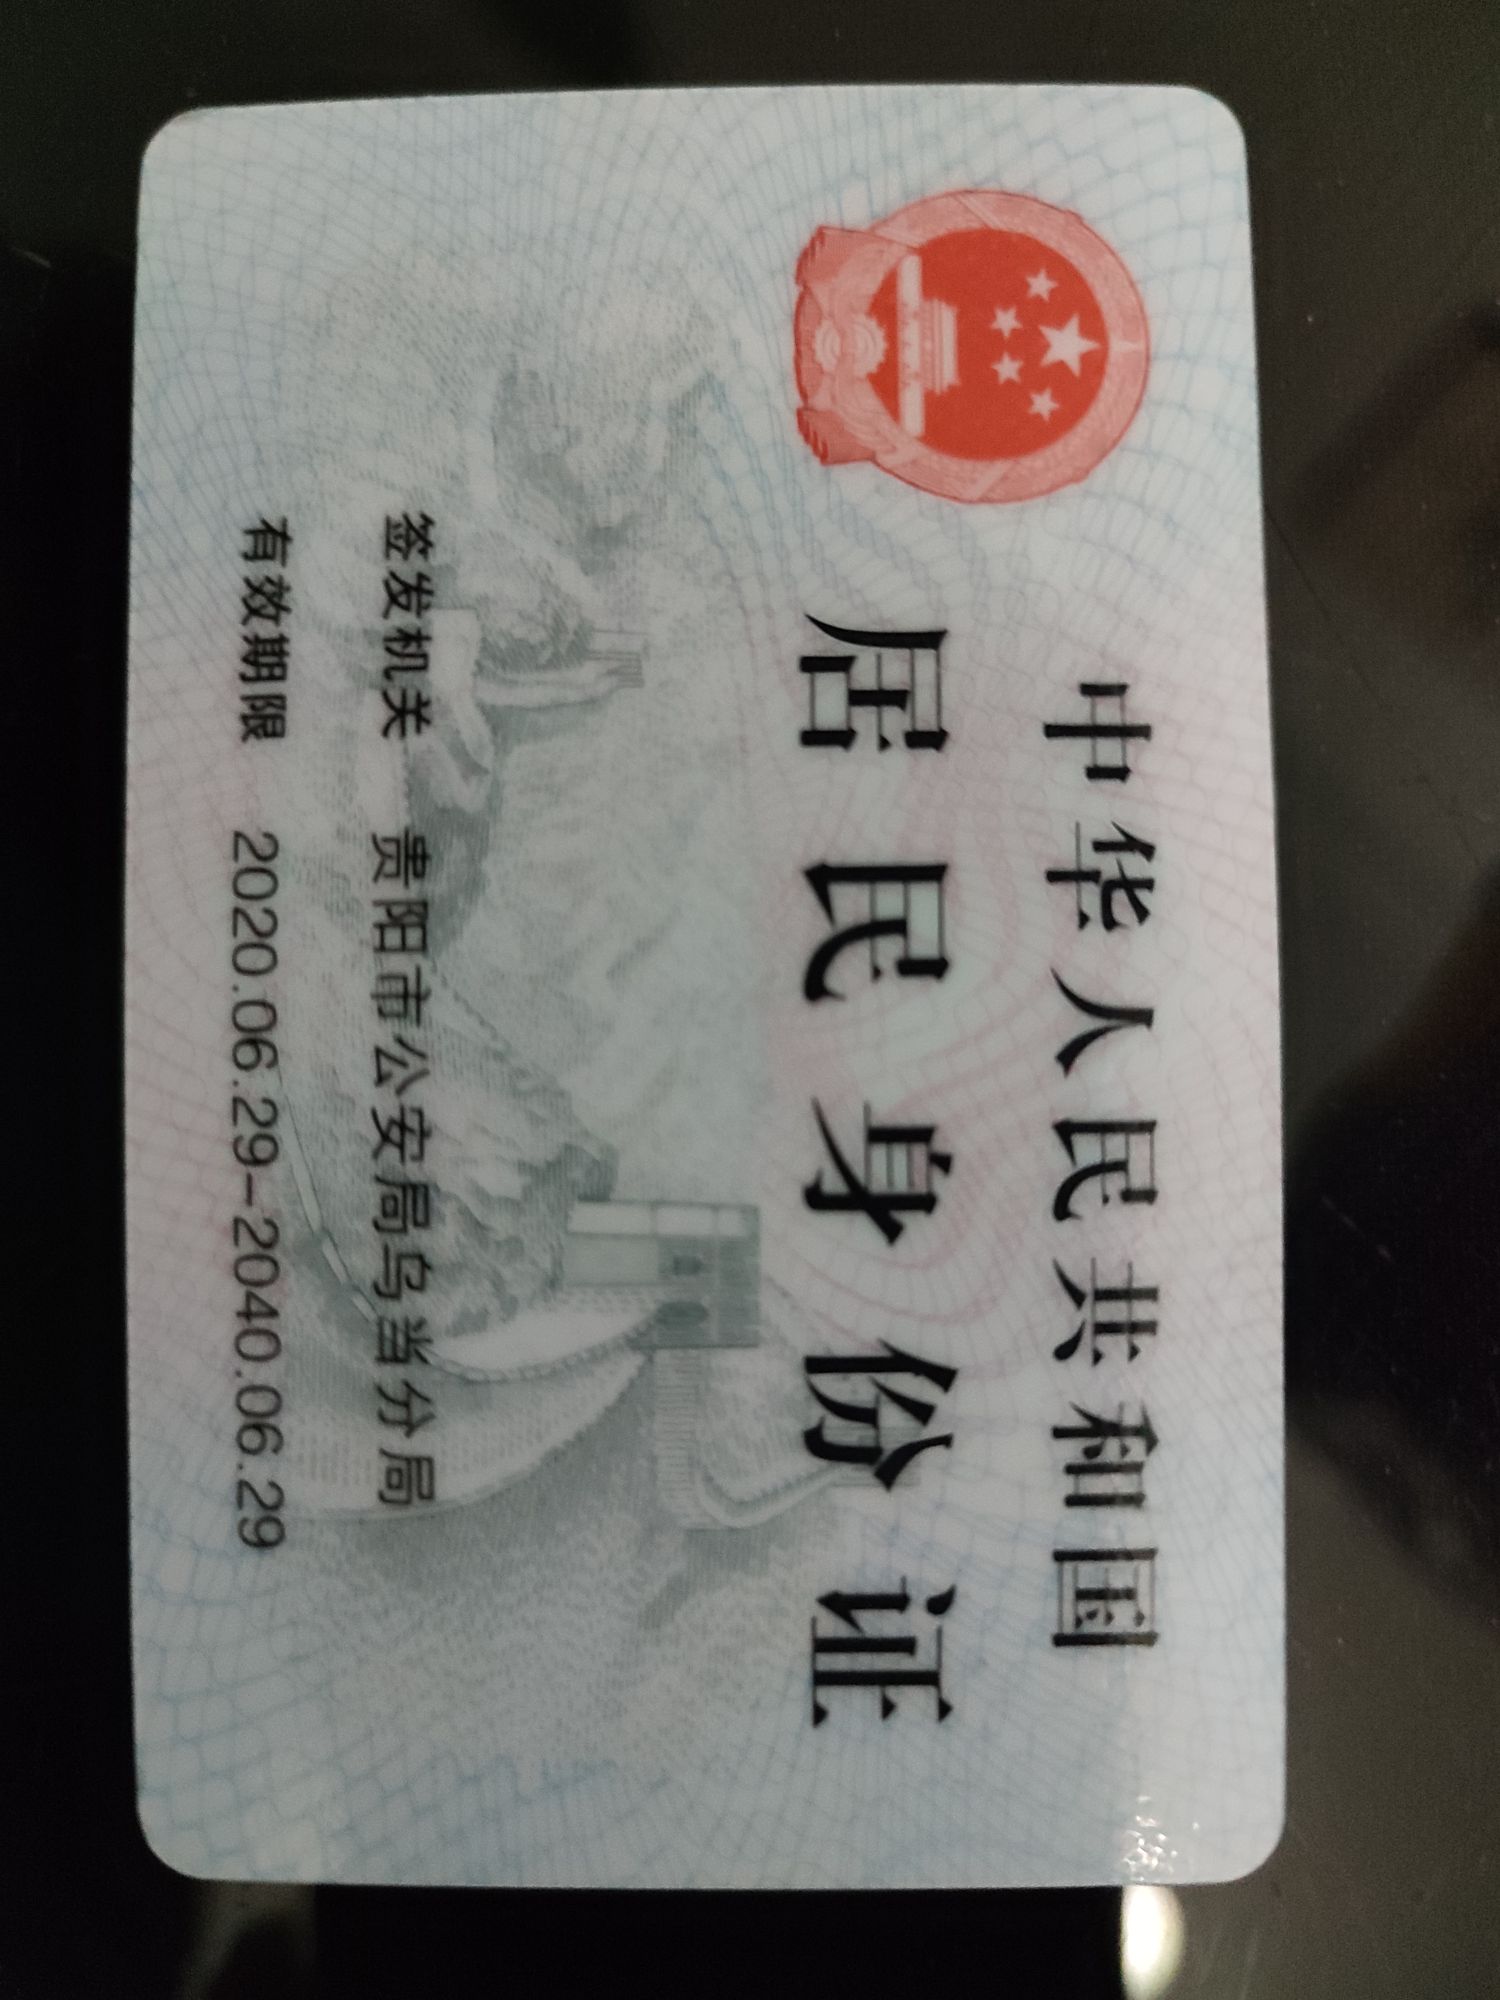 中华人民共和国
居民身份证
签发机关 贵阳市公安局乌当分局
有效期限 2020.06.29-2040.06.29